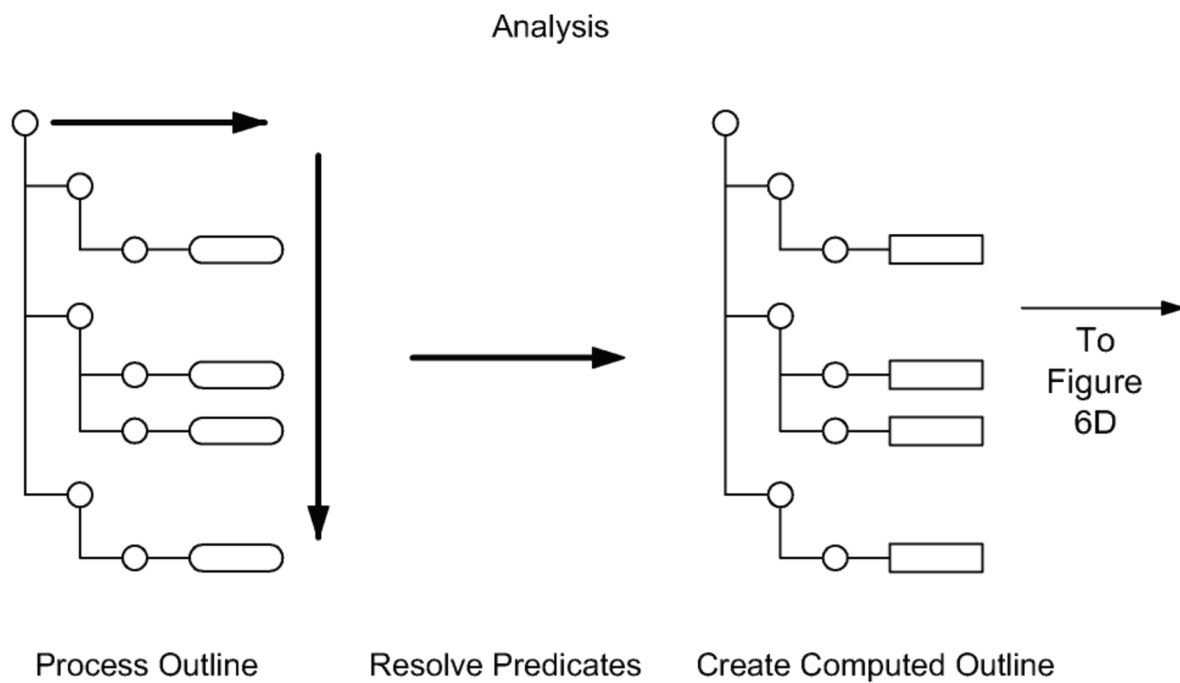 Analysis
To
Figure
6D
Process Outline
Resolve Predicates
Create Computed Outline